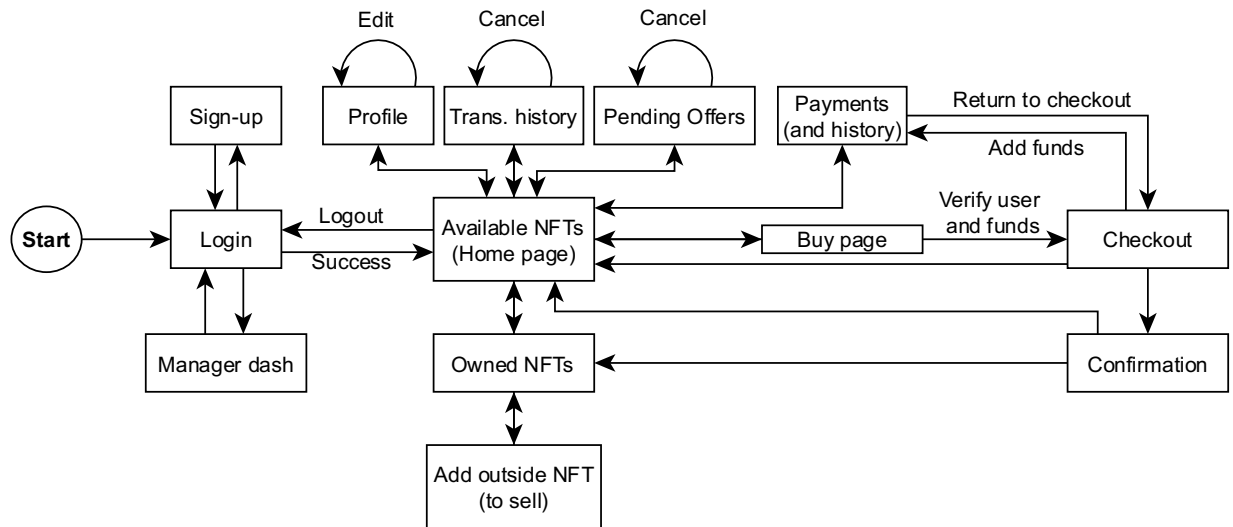 Edit
Cancel
Cancel
Sign-up
Profile
Trans. history
Pending Offers
Payments
(and history)
Return to checkout
Add funds
Start
Login
Logout
Success
Available NFTs
(Home page)
Buy page
Verify user
and funds
Checkout
Manager dash
Owned NFTs
Confirmation
Add outside NFT
(to sell)